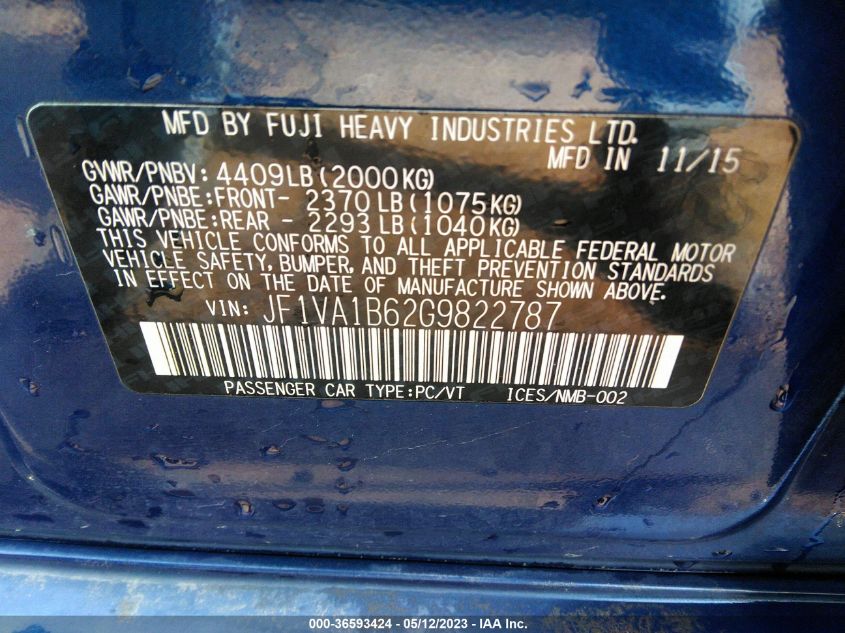 MFD BY FUJI HEAVY INDUSTRIES LTD.
MFD IN 11/15
GVWR/PNBV: 4409LB(2000KG)
GAWR/PNBE:FRONT- 2370LB(1075KG)
GAWR/PNBE:REAR - 2293LB(1040KG)
THIS VEHICLE CONFORMS TO ALL APPLICABLE FEDERAL MOTOR
VEHICLE SAFETY, BUMPER, AND THEFT PREVENTION STANDARDS
IN EFFECT ON THE DATE OF MANUFACTURE SHOWN ABOVE.
VIN: JF1VA1B62G9822787
PASSENGER CAR TYPE:PC/VT ICES/NMB-002
000-36593424 - 05/12/2023 - IAA Inc.